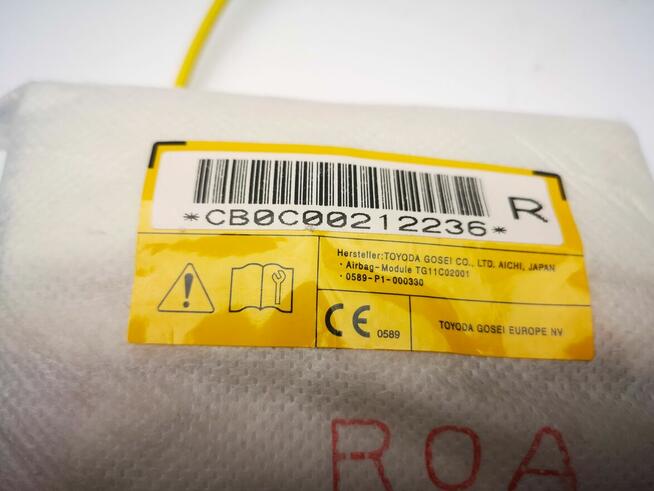 *CB0C00212236* R
Hersteller:TOYODA GOSEI CO., LTD. AICHI, JAPAN
· Airbag-Module TG11C02001
· 0589-P1-000330
CE 0589
TOYODA GOSEI EUROPE NV
ROA